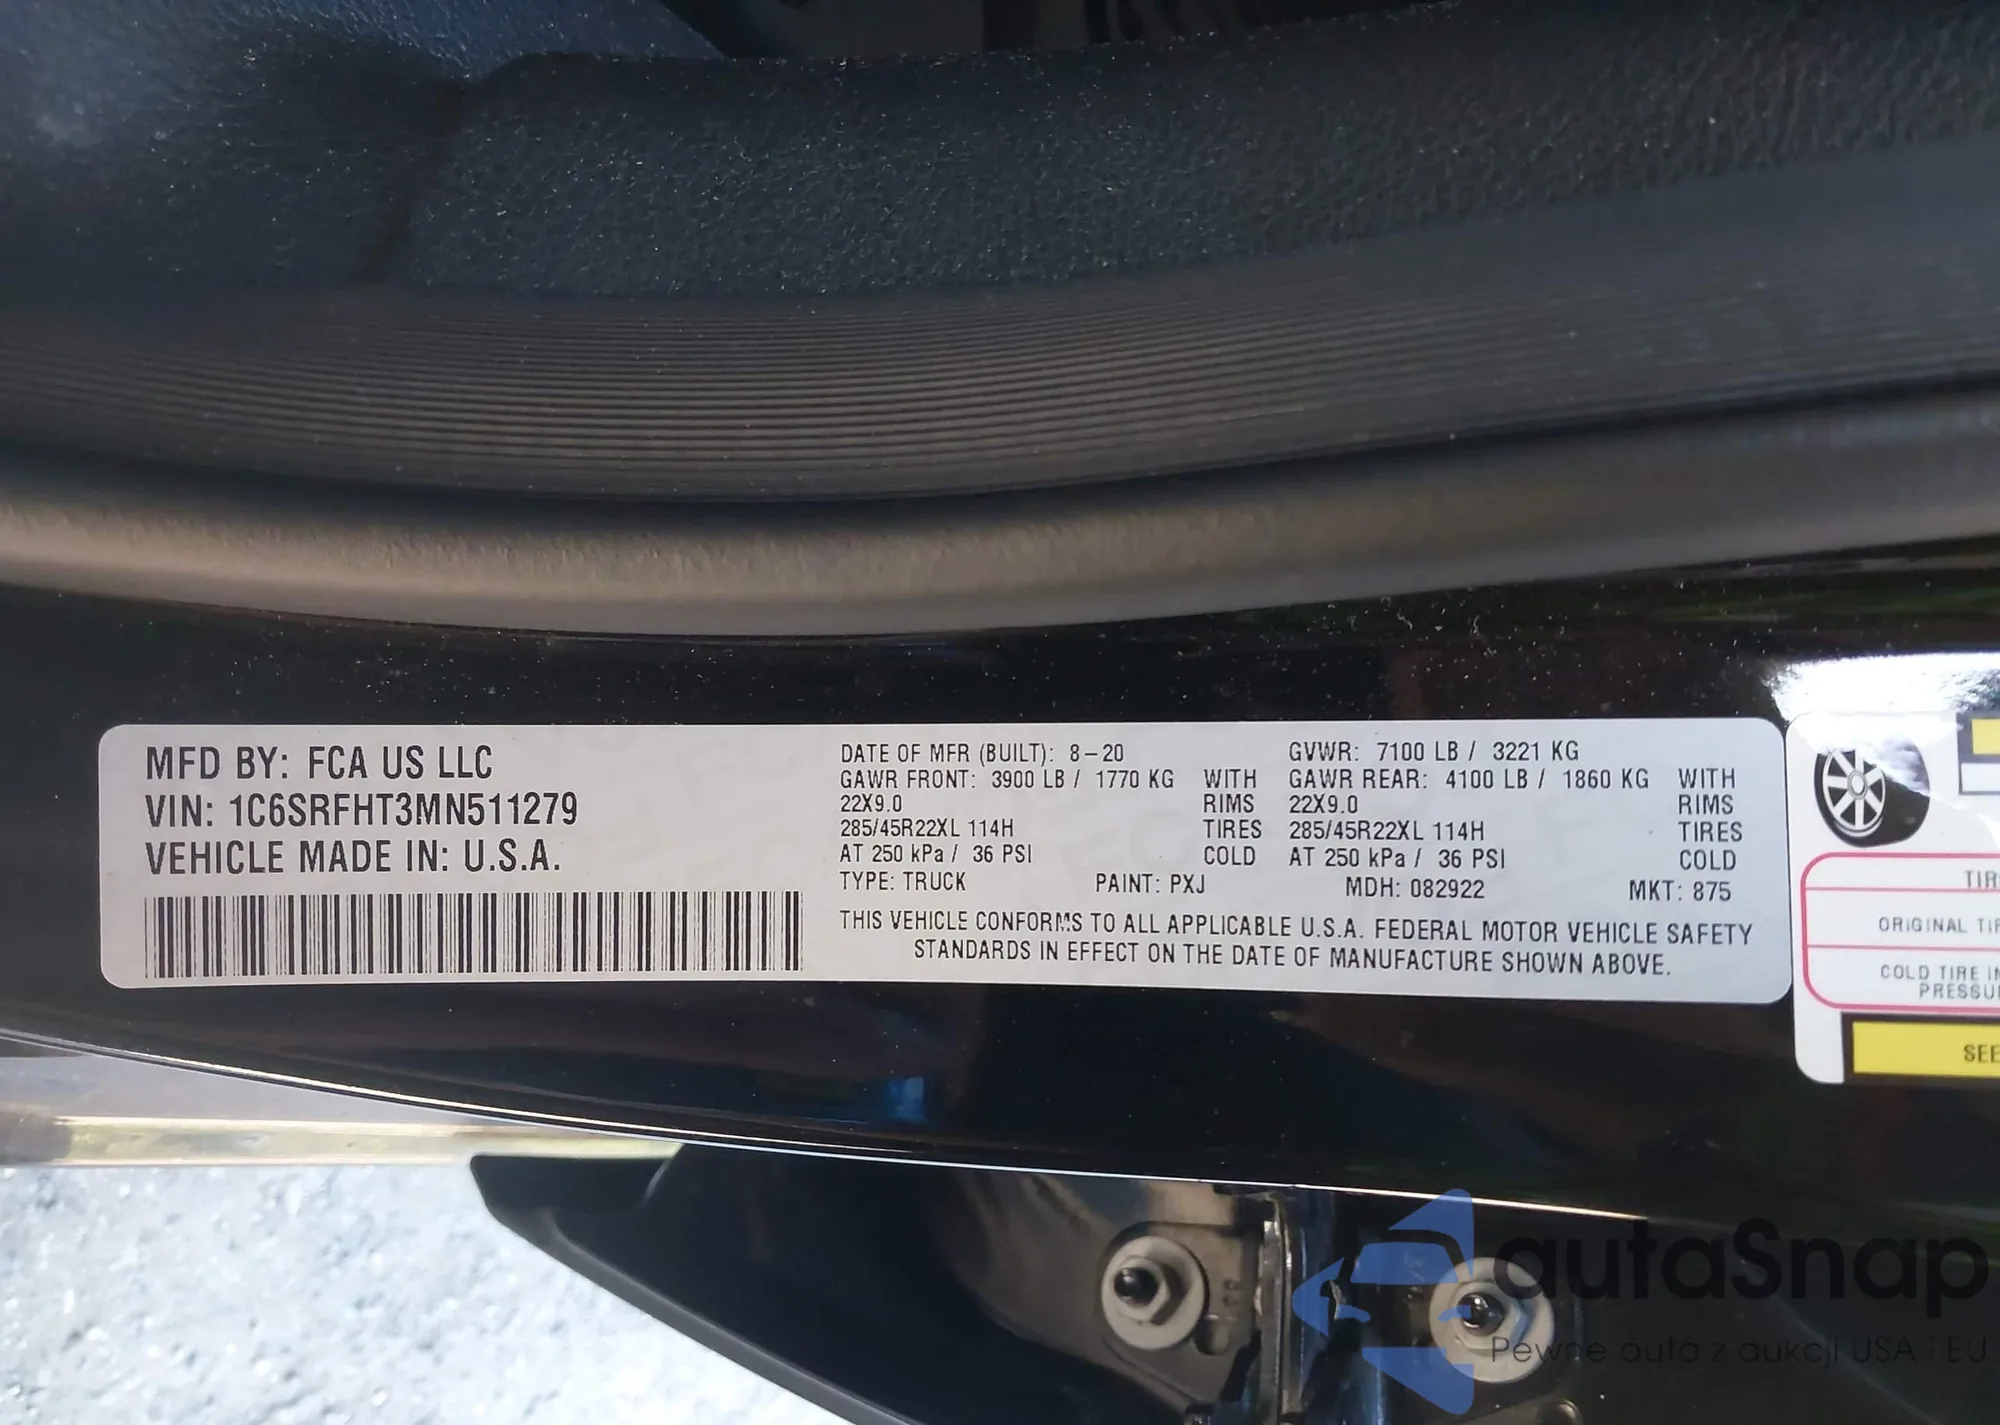 MFD BY: FCA US LLC
VIN: 1C6SRFHT3MN511279
VEHICLE MADE IN: U.S.A.
DATE OF MFR (BUILT): 8-20 GVWR: 7100 LB / 3221 KG
GAWR FRONT: 3900 LB / 1770 KG WITH GAWR REAR: 4100 LB / 1860 KG WITH
22X9.0 RIMS 22X9.0 RIMS
285/45R22XL 114H TIRES 285/45R22XL 114H TIRES
AT 250 kPa / 36 PSI COLD AT 250 kPa / 36 PSI COLD
TYPE: TRUCK PAINT: PXJ MDH: 082922 MKT: 875
THIS VEHICLE CONFORMS TO ALL APPLICABLE U.S.A. FEDERAL MOTOR VEHICLE SAFETY
STANDARDS IN EFFECT ON THE DATE OF MANUFACTURE SHOWN ABOVE.
ORIGINAL
COLD TIRE
SEE
autaSnap
Pewne auta z aukcji USA i EU